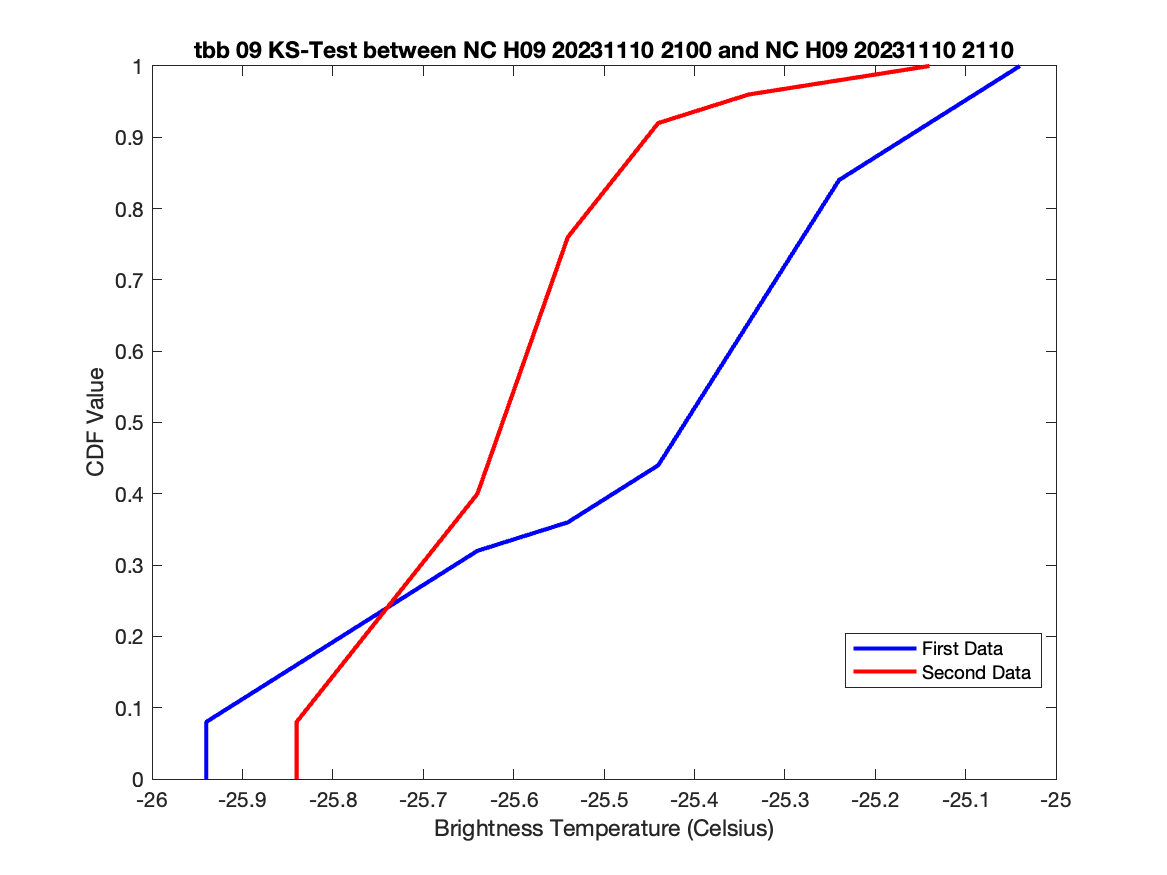 tbb 09 KS-Test between NC H09 20231110 2100 and NC H09 20231110 2110
1
0.9
0.8
0.7
0.6
0.5
0.4
0.3
0.2
0.1
0
CDF Value
First Data
Second Data
-26 -25.9 -25.8 -25.7 -25.6 -25.5 -25.4 -25.3 -25.2 -25.1 -25
Brightness Temperature (Celsius)